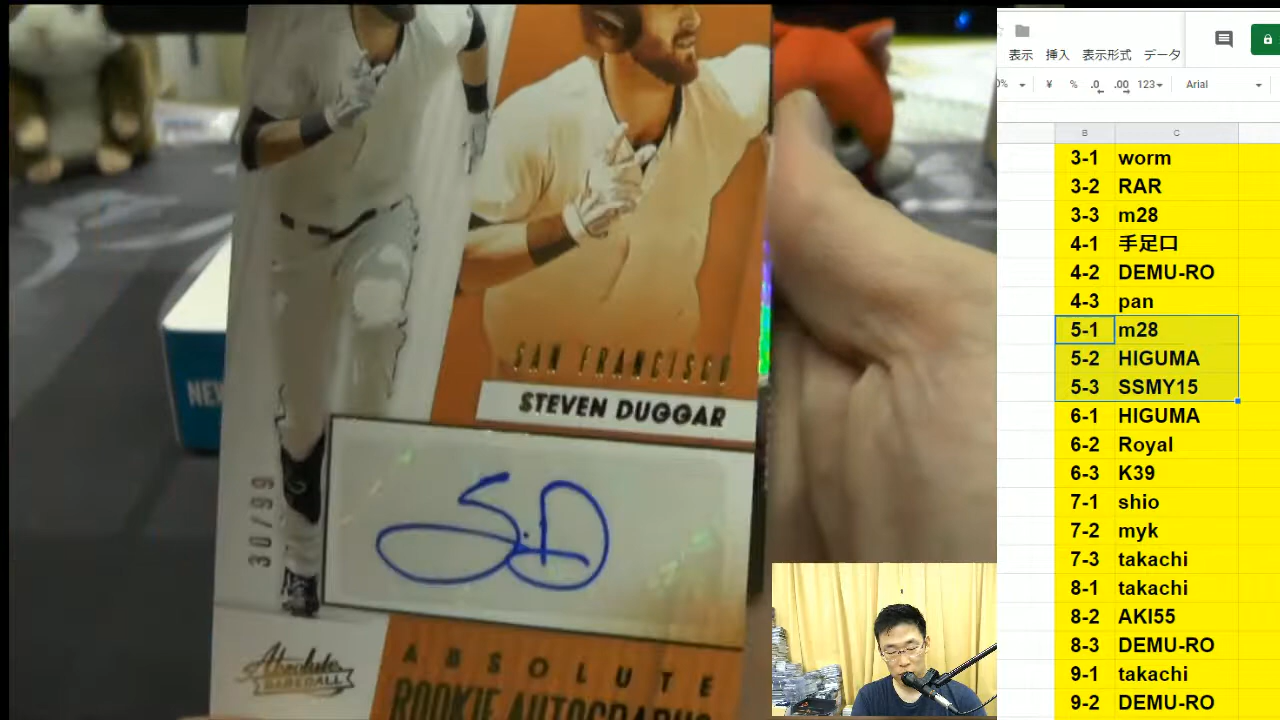 SAN FRANCISCO
STEVEN DUGGAR
30/99
S.D
Absolute
BASEBALL
ABSOLUTE
ROOKIE AUTOGRAPHS
NEW
表示 挿入 表示形式 データ
¥ % .0 .00 123 Arial
B C
3-1 worm
3-2 RAR
3-3 m28
4-1 手足口
4-2 DEMU-RO
4-3 pan
5-1 m28
5-2 HIGUMA
5-3 SSMY15
6-1 HIGUMA
6-2 Royal
6-3 K39
7-1 shio
7-2 myk
7-3 takachi
8-1 takachi
8-2 AKI55
8-3 DEMU-RO
9-1 takachi
9-2 DEMU-RO